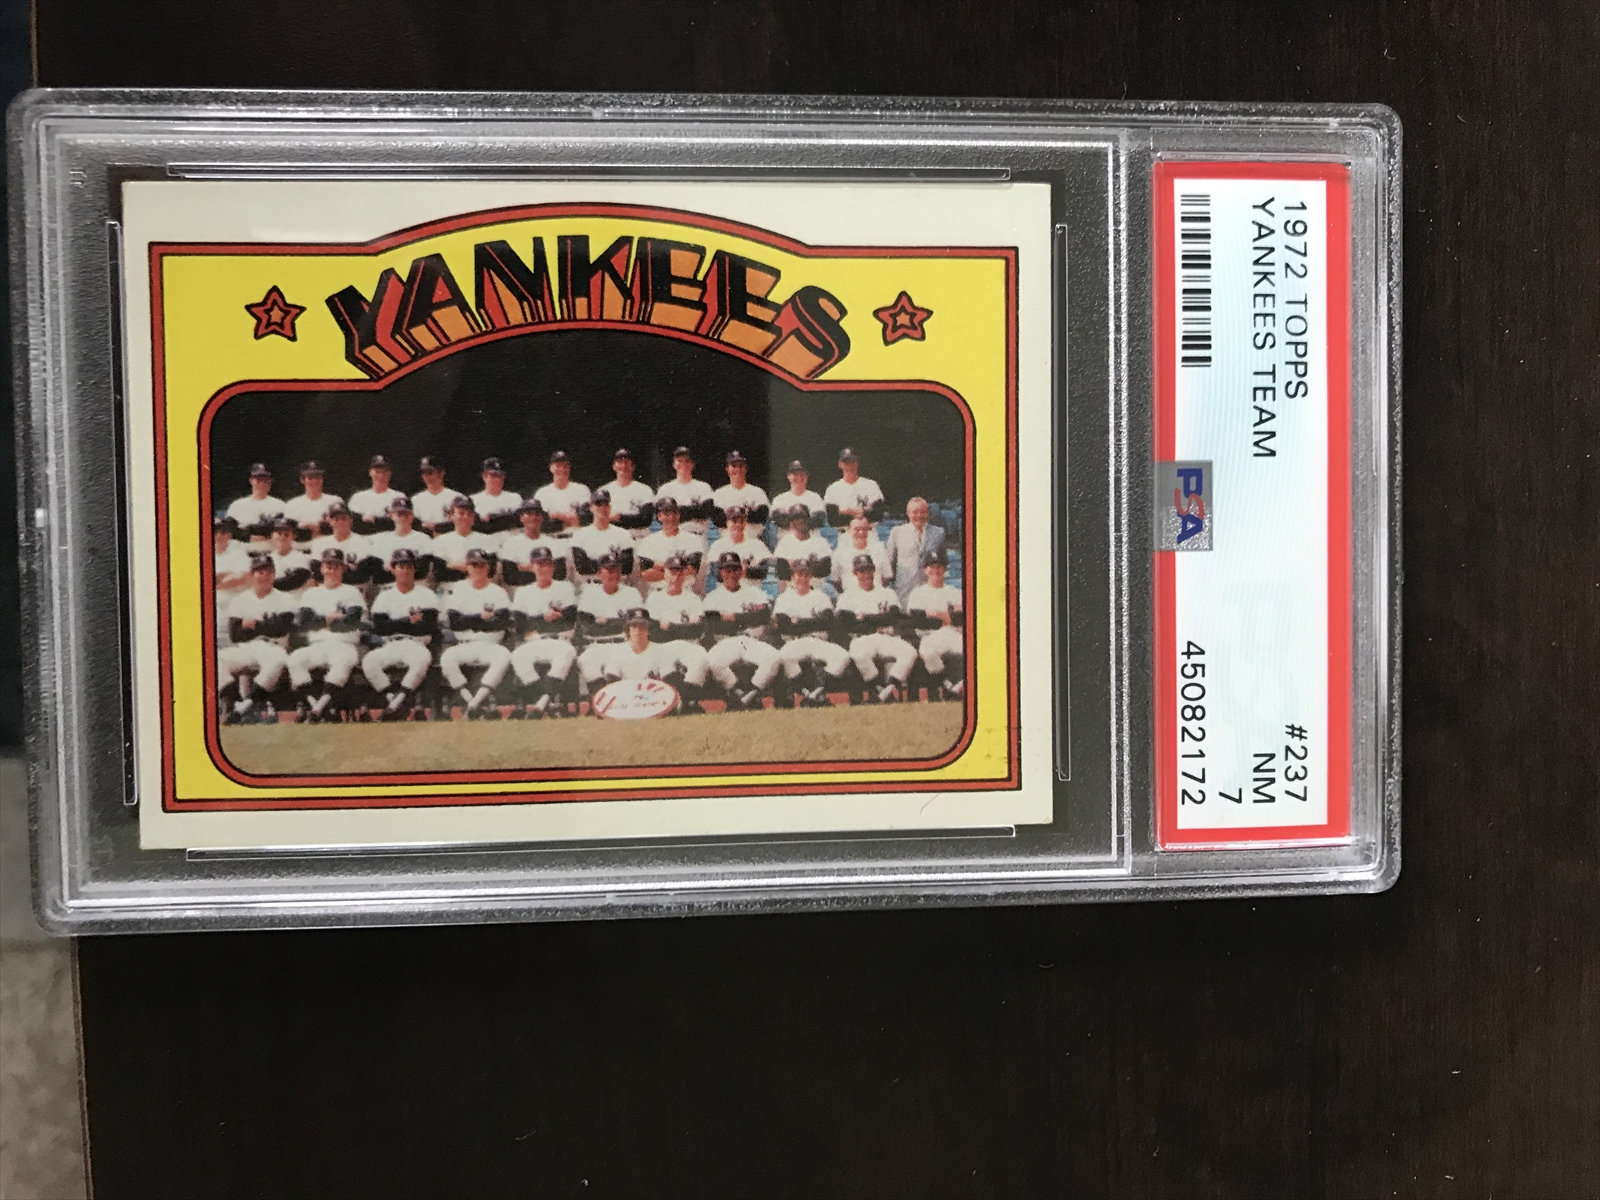 YANKEES
1972 TOPPS #237
YANKEES TEAM NM
7
PSA 45082172